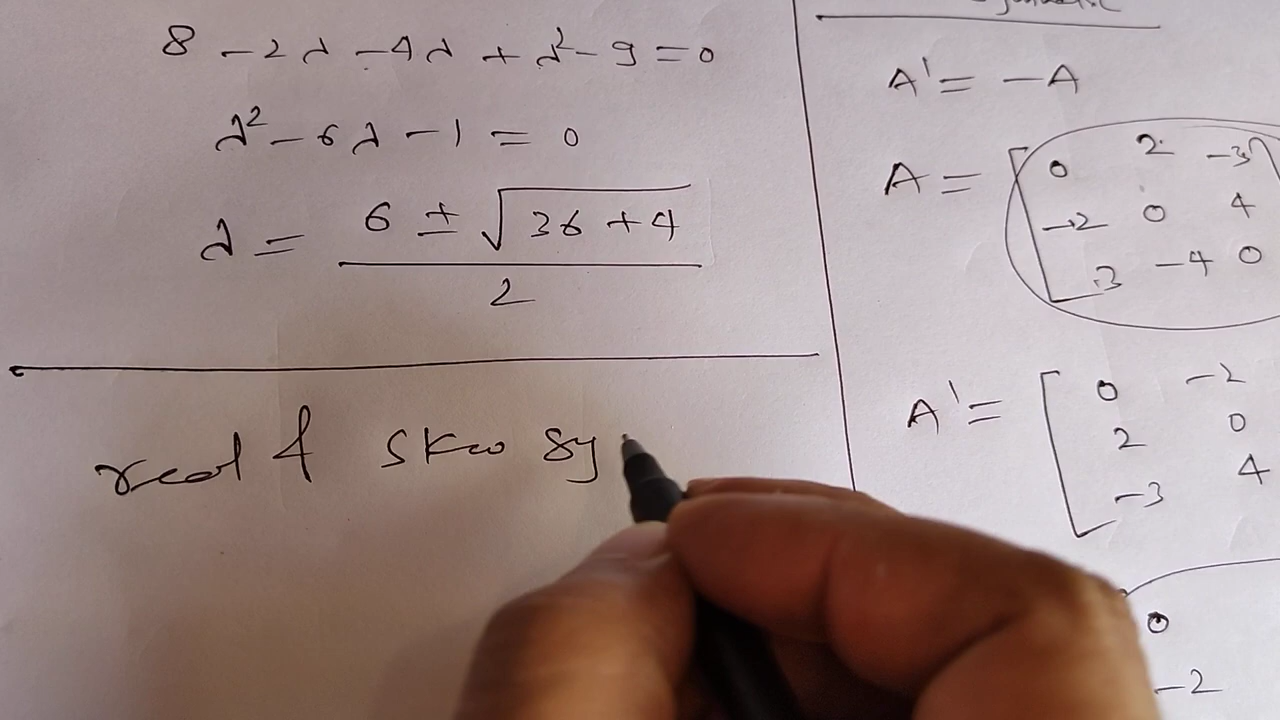 8 - 2λ - 4λ + λ² - 9 = 0
λ² - 6λ - 1 = 0
λ = 6 ± √36 + 4 / 2
real & skew sy
A' = -A
A = [ 0 2 -3
-2 0 4
3 -4 0
A' = [ 0 -2
2 0
-3 4
0
-2